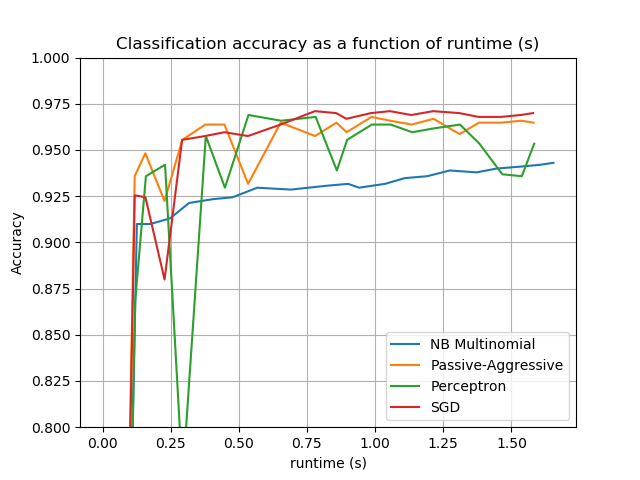 Classification accuracy as a function of runtime (s)
1.000
0.975
0.950
0.925
0.900
0.875
0.850
0.825
0.800
Accuracy
NB Multinomial
Passive-Aggressive
Perceptron
SGD
0.00 0.25 0.50 0.75 1.00 1.25 1.50
runtime (s)